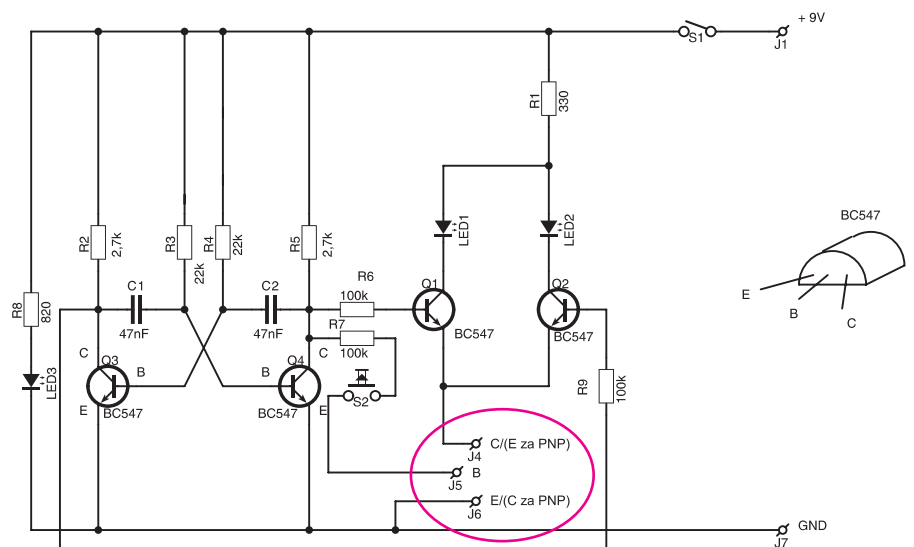 + 9V
S1
J1
R1
330
LED1
LED2
BC547
E
B
C
R2
2,7k
R3
22k
R4
22k
R5
2,7k
R8
820
LED3
C1
47nF
C2
47nF
R6
100k
R7
100k
Q1
BC547
Q2
BC547
C
Q3
B
E
BC547
C
Q4
B
E
BC547
S2
R9
100k
C/(E za PNP)
J4
B
J5
E/(C za PNP)
J6
GND
J7